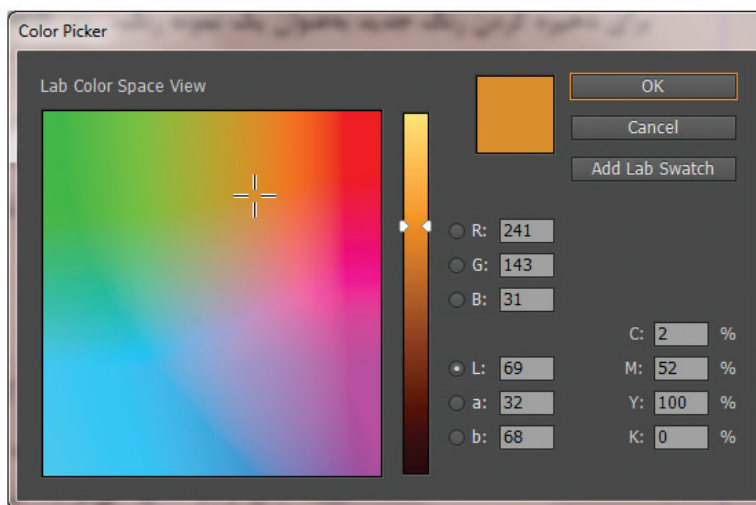 Color Picker
Lab Color Space View
OK
Cancel
Add Lab Swatch
R: 241
G: 143
B: 31
L: 69
a: 32
b: 68
C: 2 %
M: 52 %
Y: 100 %
K: 0 %